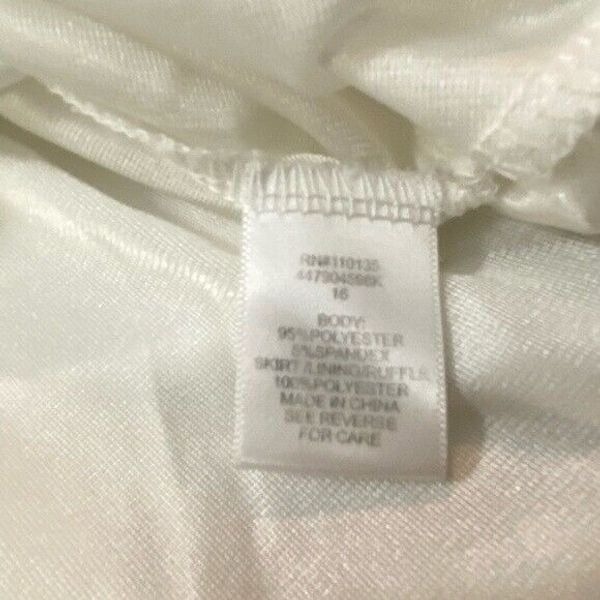 RN#110135
447304566K
16
BODY:
95%POLYESTER
5%SPANDEX
SKIRT/LINING/RUFFLE
100%POLYESTER
MADE IN CHINA
SEE REVERSE
FOR CARE